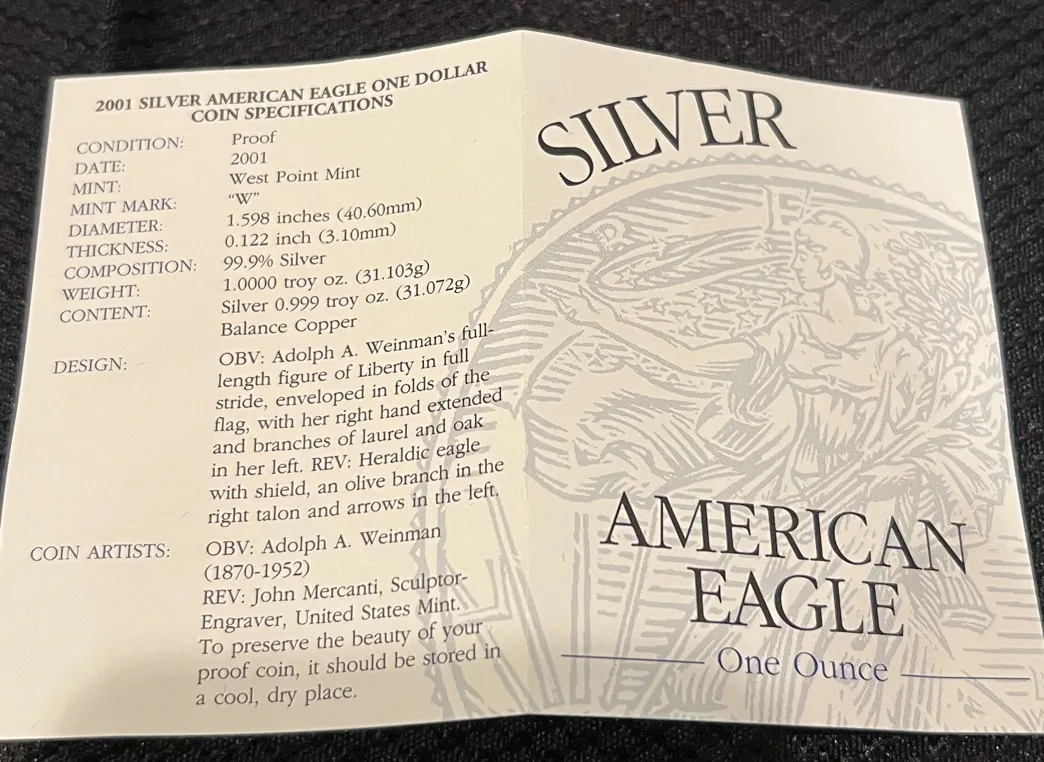 2001 SILVER AMERICAN EAGLE ONE DOLLAR
COIN SPECIFICATIONS
CONDITION: Proof
DATE: 2001
MINT: West Point Mint
MINT MARK: “W”
DIAMETER: 1.598 inches (40.60mm)
THICKNESS: 0.122 inch (3.10mm)
COMPOSITION: 99.9% Silver
WEIGHT: 1.0000 troy oz. (31.103g)
CONTENT: Silver 0.999 troy oz. (31.072g)
Balance Copper
DESIGN: OBV: Adolph A. Weinman’s full-
length figure of Liberty in full
stride, enveloped in folds of the
flag, with her right hand extended
and branches of laurel and oak
in her left. REV: Heraldic eagle
with shield, an olive branch in the
right talon and arrows in the left.
COIN ARTISTS: OBV: Adolph A. Weinman
(1870-1952)
REV: John Mercanti, Sculptor-
Engraver, United States Mint.
To preserve the beauty of your
proof coin, it should be stored in
a cool, dry place.
SILVER
AMERICAN
EAGLE
One Ounce